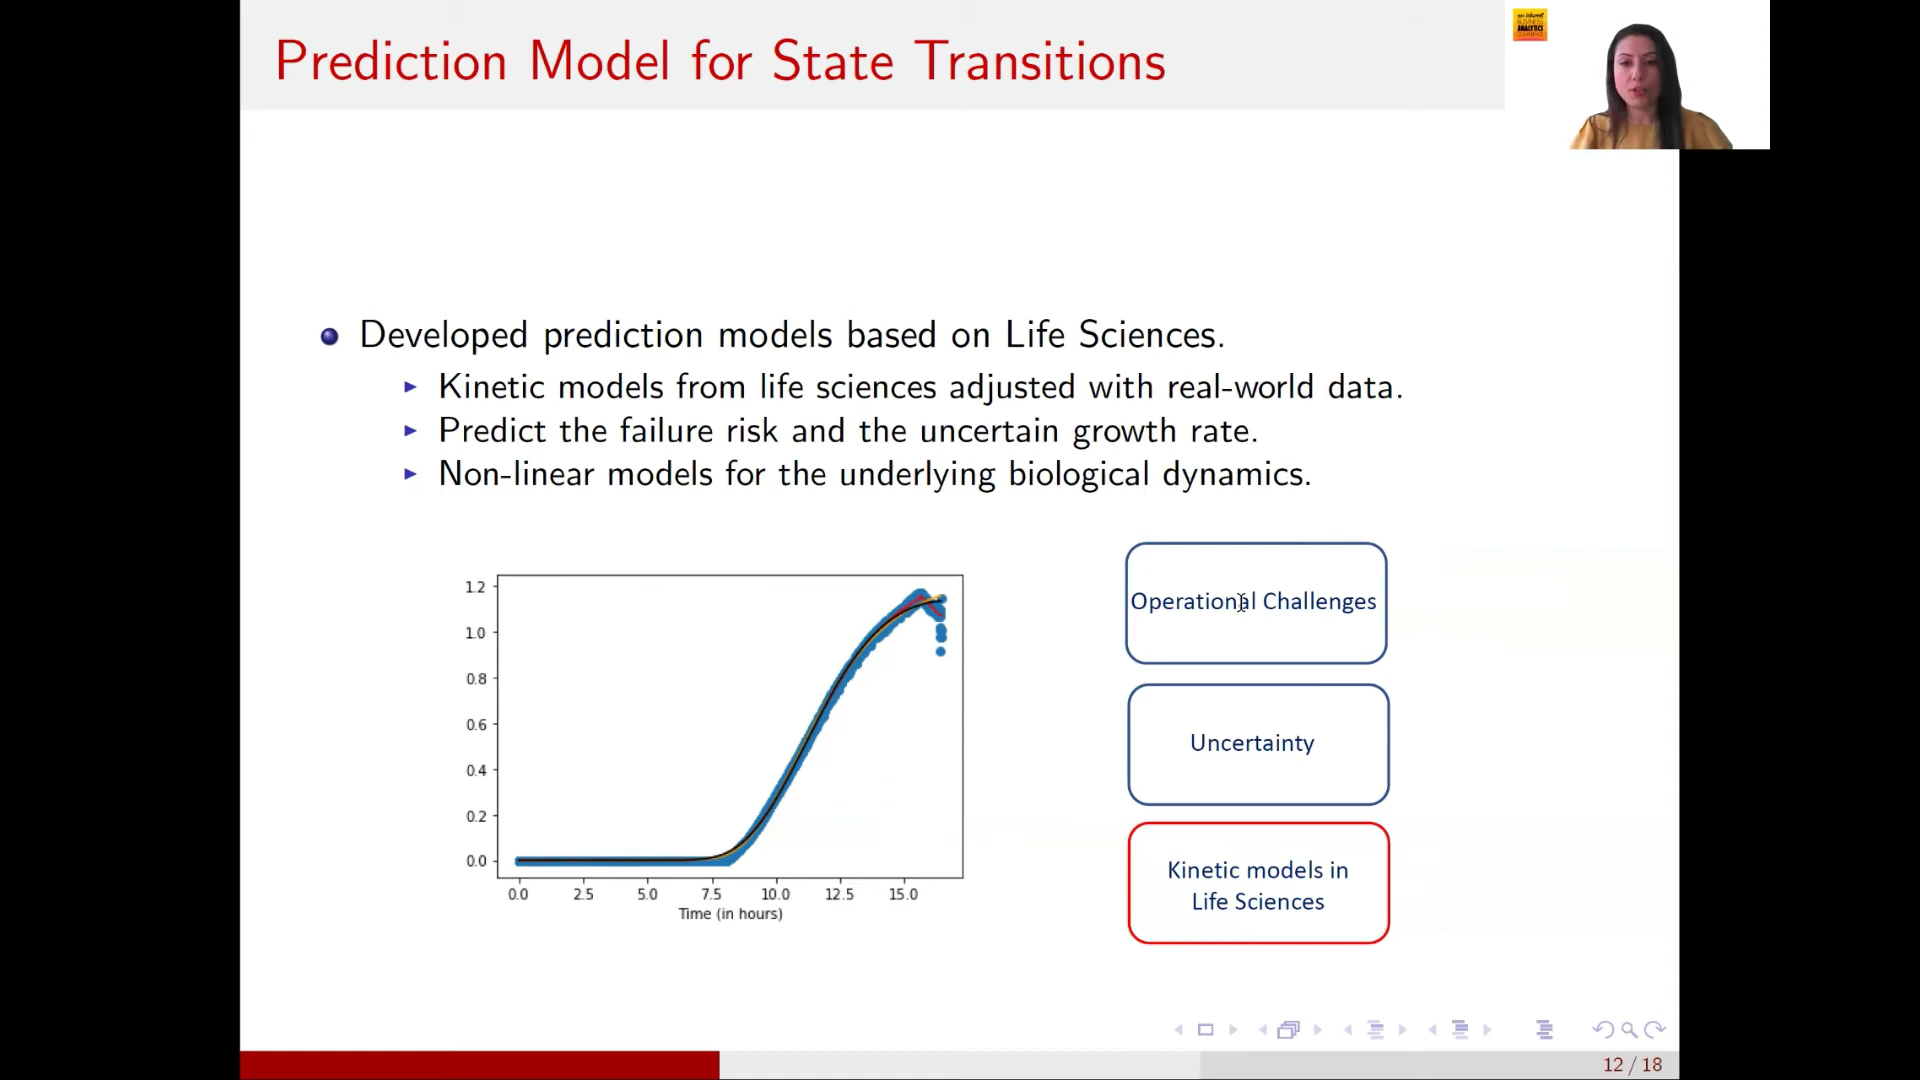 Prediction Model for State Transitions
BUSINESS
ANALYTICS
CONFERENCE
Developed prediction models based on Life Sciences.
Kinetic models from life sciences adjusted with real-world data.
Predict the failure risk and the uncertain growth rate.
Non-linear models for the underlying biological dynamics.
1.2
1.0
0.8
0.6
0.4
0.2
0.0
0.0 2.5 5.0 7.5 10.0 12.5 15.0
Time (in hours)
Operational Challenges
Uncertainty
Kinetic models in
Life Sciences
12 / 18